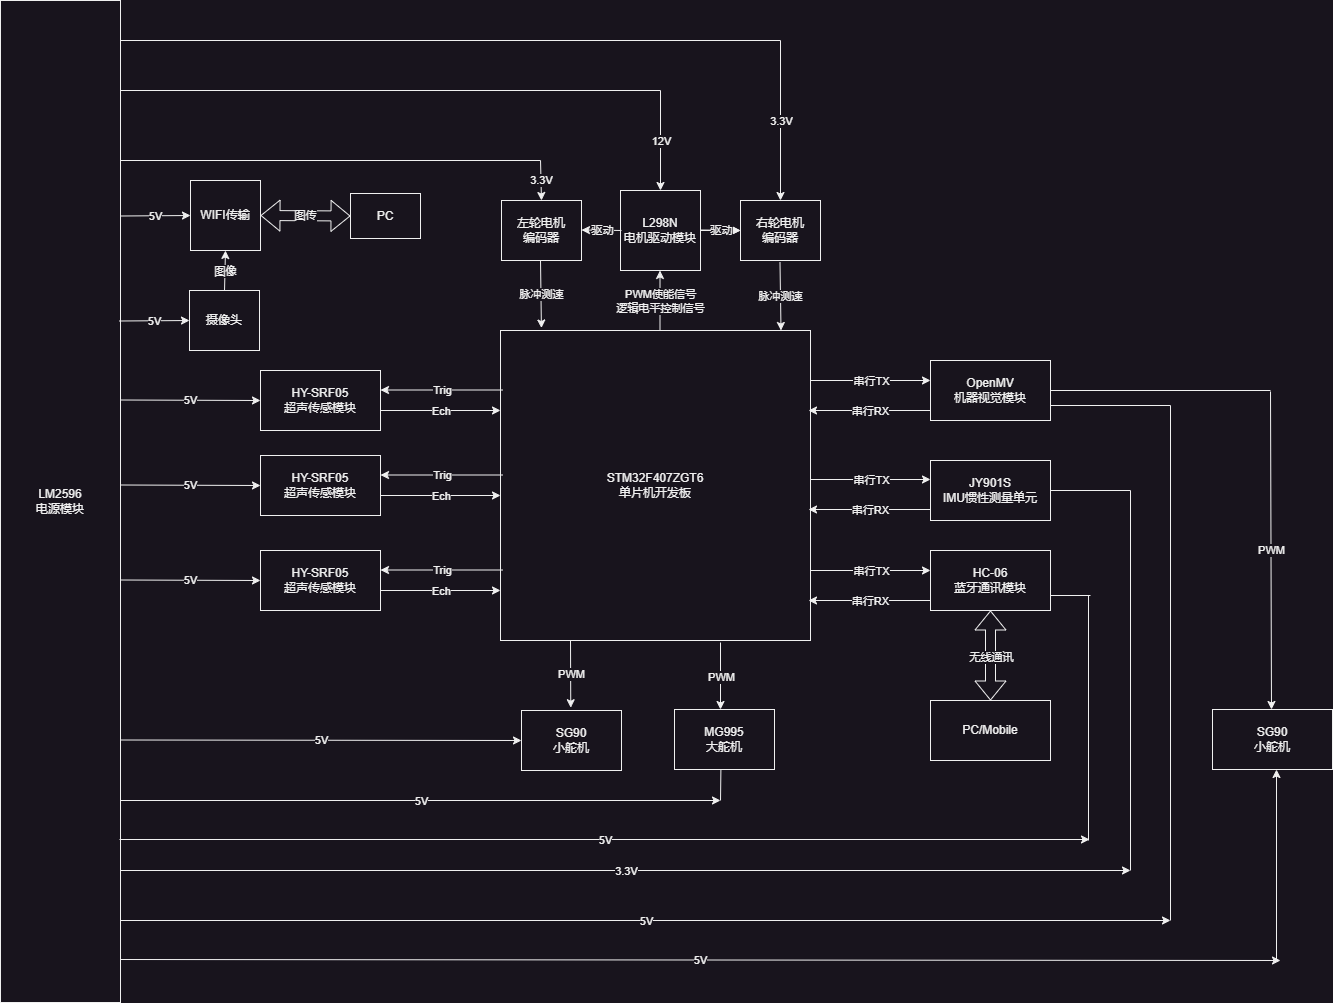 3.3V
12V
3.3V
5V
WIFI传输
图传
PC
左轮电机
编码器
驱动
L298N
电机驱动模块
驱动
右轮电机
编码器
图像
5V
摄像头
脉冲测速
PWM使能信号
逻辑电平控制信号
脉冲测速
5V
HY-SRF05
超声传感模块
Trig
Ech
串行TX
串行RX
OpenMV
机器视觉模块
LM2596
电源模块
5V
HY-SRF05
超声传感模块
Trig
Ech
STM32F407ZGT6
单片机开发板
串行TX
串行RX
JY901S
IMU惯性测量单元
PWM
5V
HY-SRF05
超声传感模块
Trig
Ech
串行TX
串行RX
HC-06
蓝牙通讯模块
无线通讯
PWM
PWM
5V
SG90
小舵机
MG995
大舵机
PC/Mobile
SG90
小舵机
5V
5V
3.3V
5V
5V